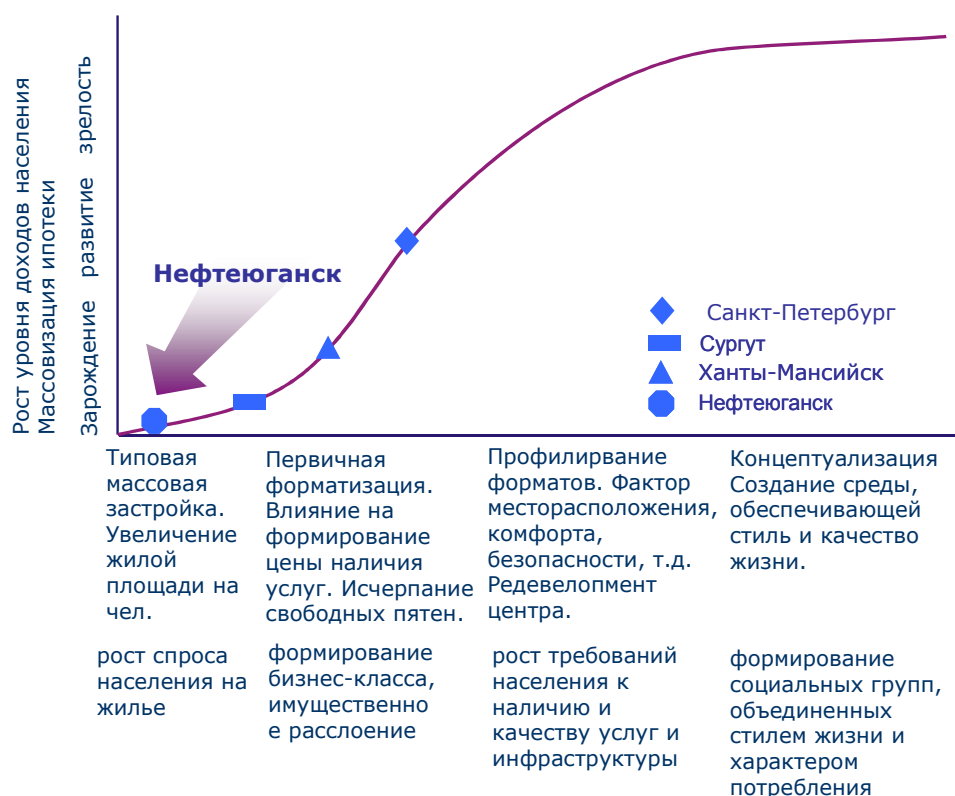 Рост уровня доходов населения
Массовизация ипотеки
Зарождение развитие зрелость
Нефтеюганск
Санкт-Петербург
Сургут
Ханты-Мансийск
Нефтеюганск
Типовая
массовая
застройка.
Увеличение
жилой
площади на
чел.
Первичная
форматизация.
Влияние на
формирование
цены наличия
услуг. Исчерпание
свободных пятен.
Профилирвание
форматов. Фактор
месторасположения,
комфорта,
безопасности, т.д.
Редевелопмент
центра.
Концептуализация
Создание среды,
обеспечивающей
стиль и качество
жизни.
рост спроса
населения на
жилье
формирование
бизнес-класса,
имущественно
е расслоение
рост требований
населения к
наличию и
качеству услуг и
инфраструктуры
формирование
социальных групп,
объединенных
стилем жизни и
характером
потребления